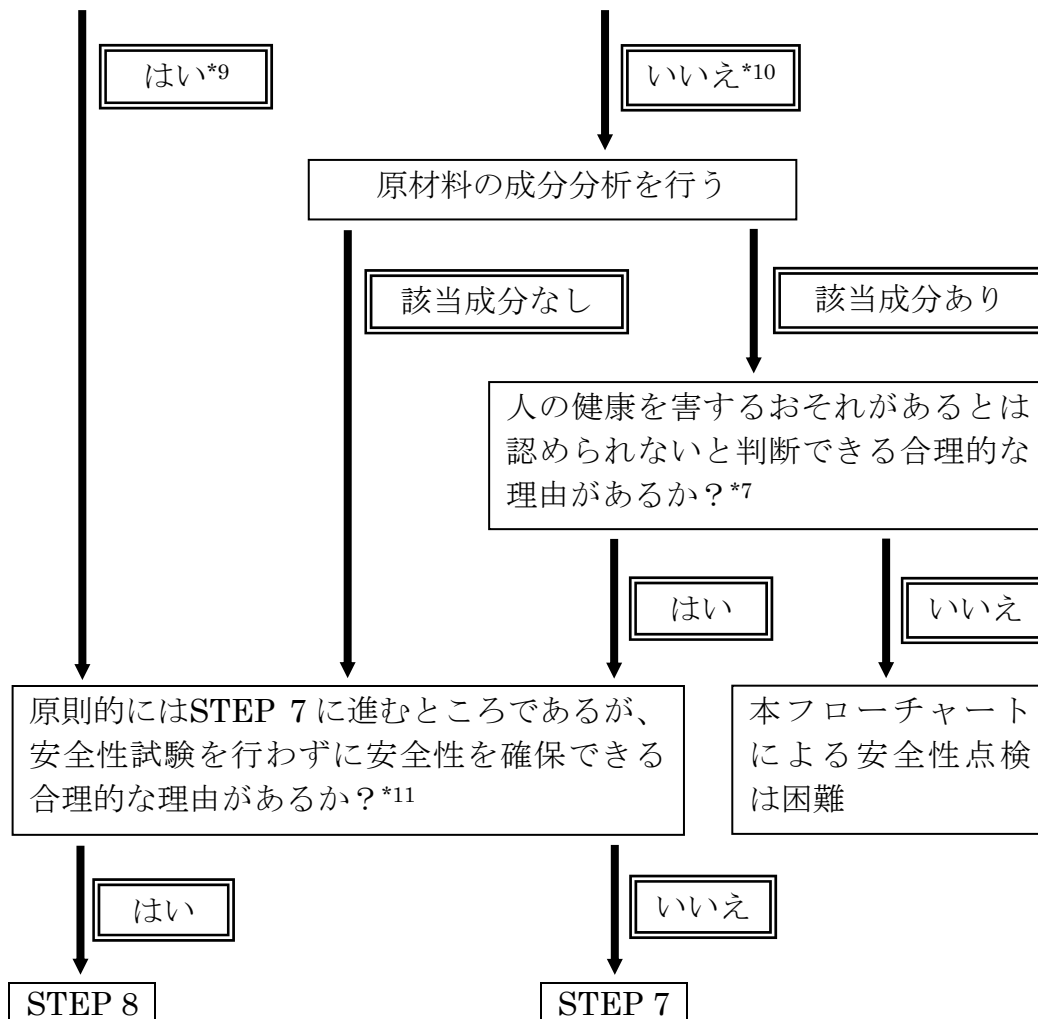 はい*9
いいえ*10
原材料の成分分析を行う
該当成分なし
該当成分あり
人の健康を害するおそれがあるとは
認められないと判断できる合理的な
理由があるか？*7
はい
いいえ
原則的にはSTEP 7 に進むところであるが、
安全性試験を行わずに安全性を確保できる
合理的な理由があるか？*11
本フローチャート
による安全性点検
は困難
はい
いいえ
STEP 8
STEP 7